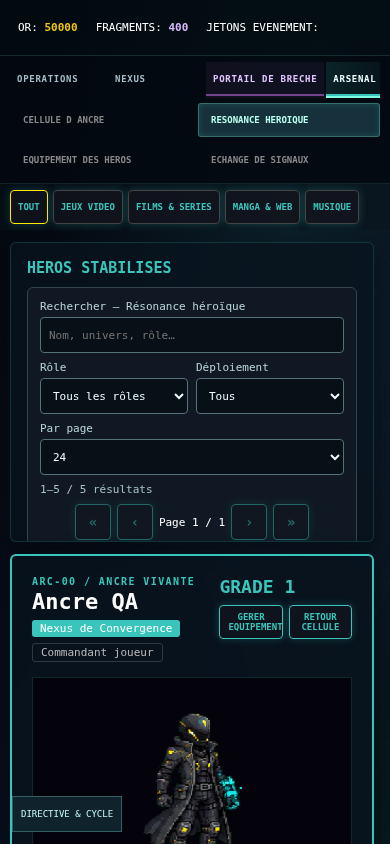 OR: 50000 FRAGMENTS: 400 JETONS EVENEMENT:
OPERATIONS NEXUS PORTAIL DE BRECHE ARSENAL
CELLULE D ANCRE RESONANCE HEROIQUE
EQUIPEMENT DES HEROS ECHANGE DE SIGNAUX
TOUT JEUX VIDEO FILMS & SERIES MANGA & WEB MUSIQUE
HEROS STABILISES
Rechercher — Résonance héroïque
Nom, univers, rôle…
Rôle Déploiement
Tous les rôles Tous
Par page
24
1–5 / 5 résultats
« ‹ Page 1 / 1 › »
ARC-00 / ANCRE VIVANTE
Ancre QA
Nexus de Convergence
Commandant joueur
GRADE 1
GERER
EQUIPEMENT
RETOUR
CELLULE
DIRECTIVE & CYCLE